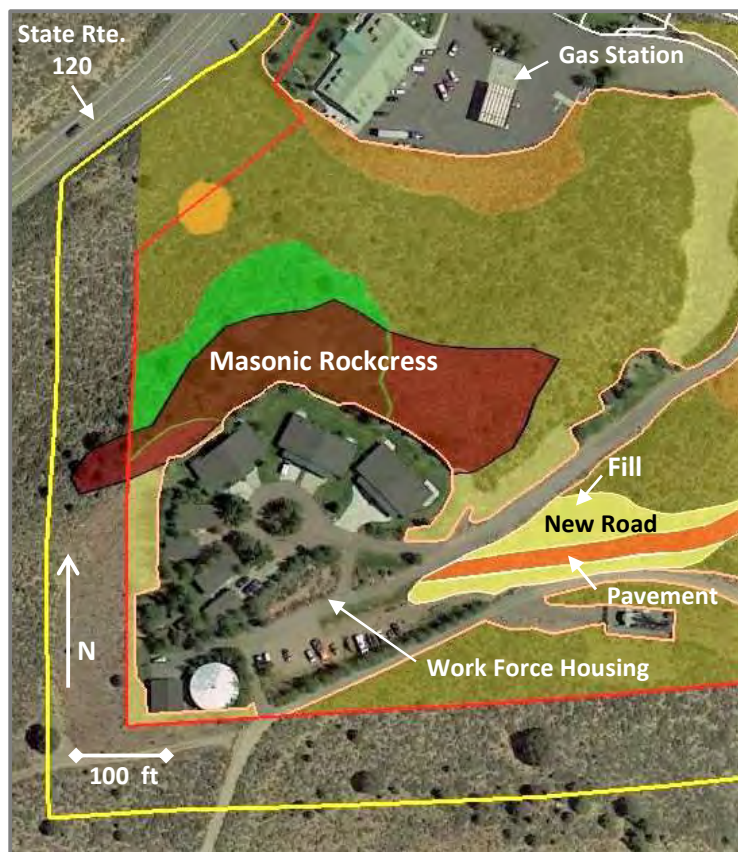 State Rte.
120
Gas Station
Masonic Rockcress
Fill
New Road
Pavement
N
Work Force Housing
100 ft